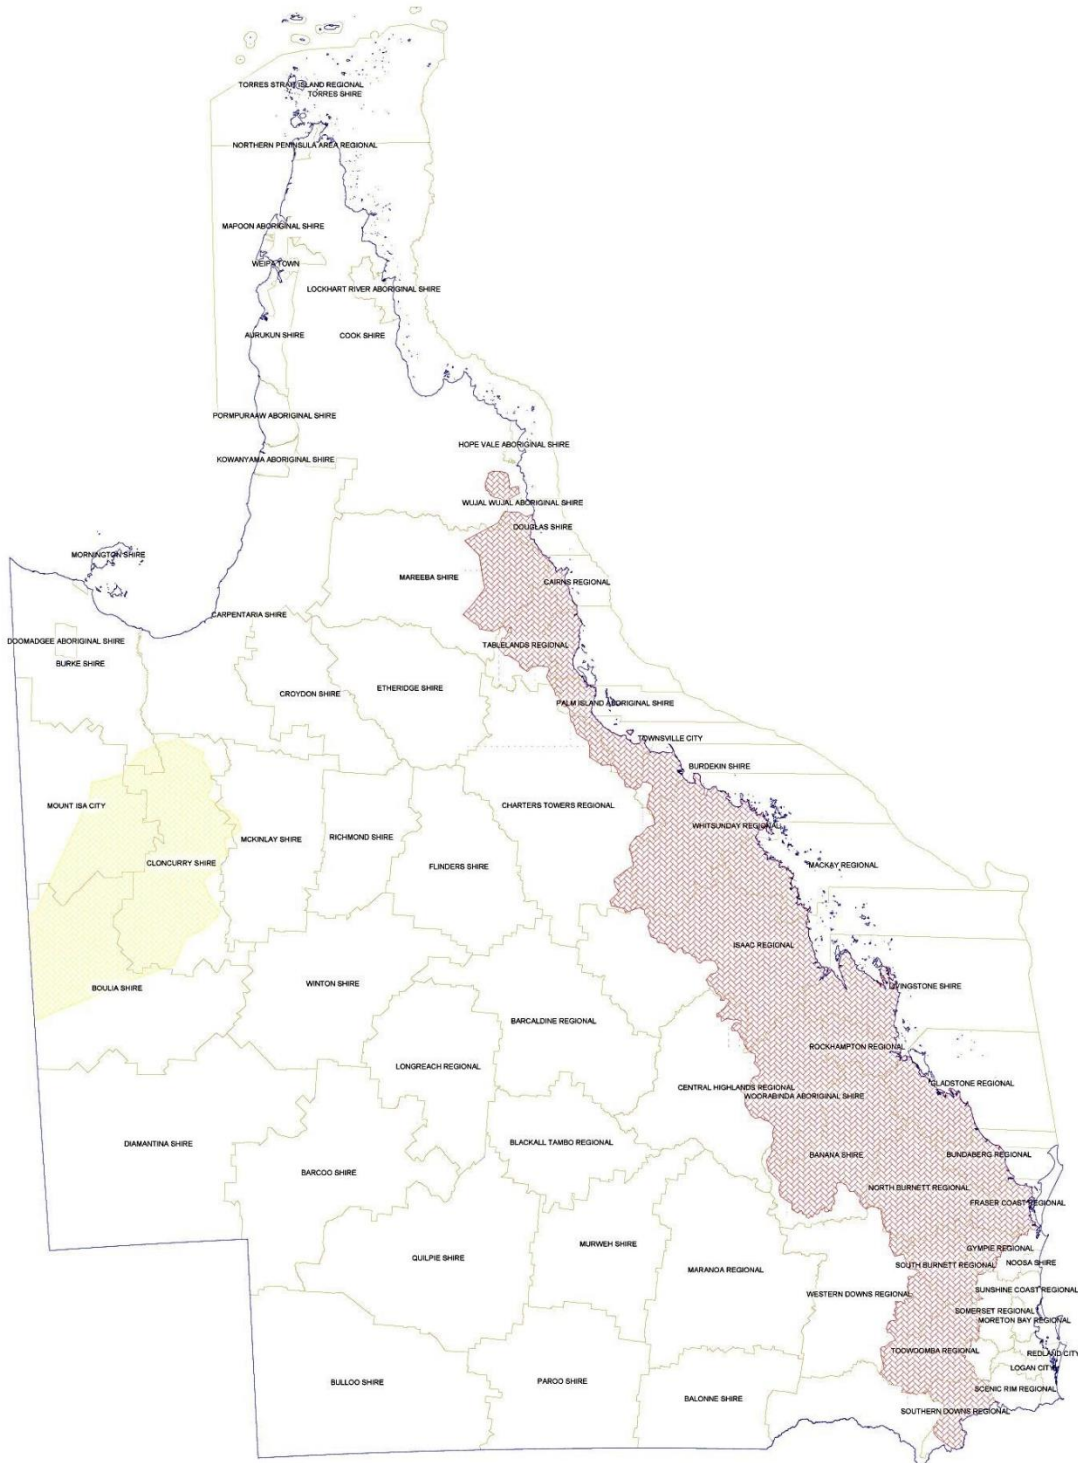 TORRES STRAIT ISLAND REGIONAL
TORRES SHIRE
NORTHERN PENINSULA AREA REGIONAL
MAPOON ABORIGINAL SHIRE
WEIPA TOWN
LOCKHART RIVER ABORIGINAL SHIRE
AURUKUN SHIRE
COOK SHIRE
PORMPURAAW ABORIGINAL SHIRE
HOPE VALE ABORIGINAL SHIRE
KOWANYAMA ABORIGINAL SHIRE
WUJAL WUJAL ABORIGINAL SHIRE
DOUGLAS SHIRE
MORNINGTON SHIRE
MAREEBA SHIRE
CAIRNS REGIONAL
CARPENTARIA SHIRE
DOOMADGEE ABORIGINAL SHIRE
TABLELANDS REGIONAL
BURKE SHIRE
CROYDON SHIRE
ETHERIDGE SHIRE
PALM ISLAND ABORIGINAL SHIRE
TOWNSVILLE CITY
BURDEKIN SHIRE
MOUNT ISA CITY
CHARTERS TOWERS REGIONAL
WHITSUNDAY REGIONAL
MCKINLAY SHIRE
RICHMOND SHIRE
CLONCURRY SHIRE
FLINDERS SHIRE
MACKAY REGIONAL
ISAAC REGIONAL
WINTON SHIRE
BOULIA SHIRE
LIVINGSTONE SHIRE
BARCALDINE REGIONAL
ROCKHAMPTON REGIONAL
LONGREACH REGIONAL
GLADSTONE REGIONAL
CENTRAL HIGHLANDS REGIONAL
WOORABINDA ABORIGINAL SHIRE
DIAMANTINA SHIRE
BLACKALL TAMBO REGIONAL
BANANA SHIRE
BUNDABERG REGIONAL
BARCOO SHIRE
NORTH BURNETT REGIONAL
FRASER COAST REGIONAL
MURWEH SHIRE
GYMPIE REGIONAL
QUILPIE SHIRE
NOOSA SHIRE
SOUTH BURNETT REGIONAL
MARANOA REGIONAL
SUNSHINE COAST REGIONAL
WESTERN DOWNS REGIONAL
SOMERSET REGIONAL
MORETON BAY REGIONAL
TOOWOOMBA REGIONAL
REDLAND CITY
LOGAN CITY
BULLOO SHIRE
PAROO SHIRE
SCENIC RIM REGIONAL
BALONNE SHIRE
SOUTHERN DOWNS REGIONAL